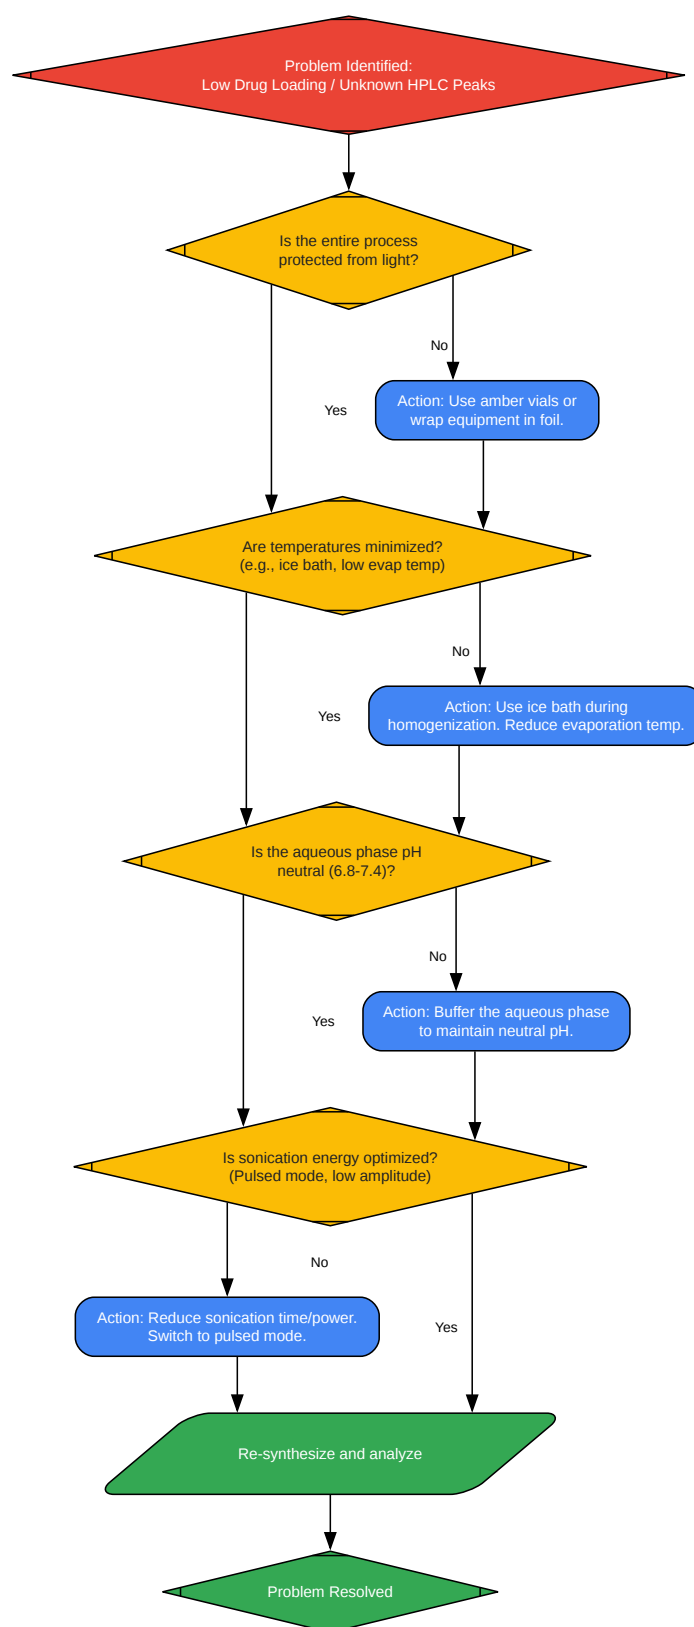 Problem Identified:
Low Drug Loading / Unknown HPLC Peaks
Is the entire process
protected from light?
No
Action: Use amber vials or
wrap equipment in foil.
Yes
Are temperatures minimized?
(e.g., ice bath, low evap temp)
No
Action: Use ice bath during
homogenization. Reduce evaporation temp.
Yes
Is the aqueous phase pH
neutral (6.8-7.4)?
No
Action: Buffer the aqueous phase
to maintain neutral pH.
Yes
Is sonication energy optimized?
(Pulsed mode, low amplitude)
No
Action: Reduce sonication time/power.
Switch to pulsed mode.
Yes
Re-synthesize and analyze
Problem Resolved